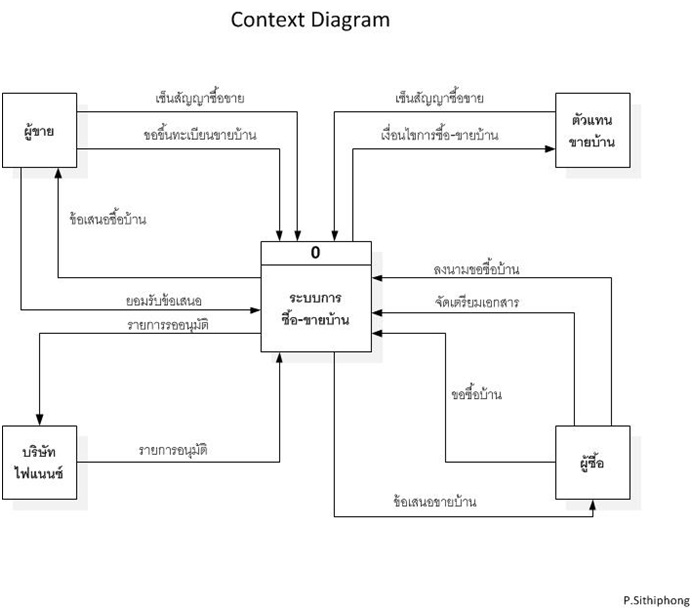 Context Diagram
เซ็นสัญญาซื้อขาย
เซ็นสัญญาซื้อขาย
ผู้ขาย
ตัวแทน
ขายบ้าน
ขอขึ้นทะเบียนขายบ้าน
เงื่อนไขการซื้อ-ขายบ้าน
ข้อเสนอซื้อบ้าน
0
ระบบการ
ซื้อ-ขายบ้าน
ลงนามขอซื้อบ้าน
ยอมรับข้อเสนอ
จัดเตรียมเอกสาร
รายการรออนุมัติ
ขอซื้อบ้าน
บริษัท
ไฟแนนซ์
รายการอนุมัติ
ผู้ซื้อ
ข้อเสนอขายบ้าน
P.Sithiphong